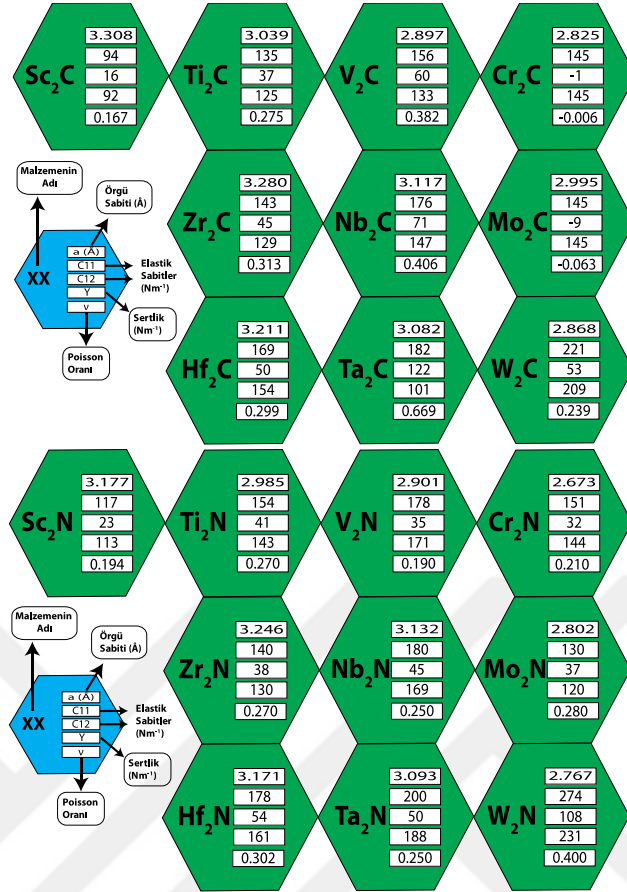 Sc₂C
3.308
94
16
92
0.167
Ti₂C
3.039
135
37
125
0.275
V₂C
2.897
156
60
133
0.382
Cr₂C
2.825
145
-1
145
-0.006
Malzemenin
Adı
Örgü
Sabiti (Å)
XX
a (Å)
C11
C12
Y
v
Elastik
Sabitler
(Nm⁻¹)
Sertlik
(Nm⁻¹)
Poisson
Oranı
Zr₂C
3.280
143
45
129
0.313
Nb₂C
3.117
176
71
147
0.406
Mo₂C
2.995
145
-9
145
-0.063
Hf₂C
3.211
169
50
154
0.299
Ta₂C
3.082
182
122
101
0.669
W₂C
2.868
221
53
209
0.239
Sc₂N
3.177
117
23
113
0.194
Ti₂N
2.985
154
41
143
0.270
V₂N
2.901
178
35
171
0.190
Cr₂N
2.673
151
32
144
0.210
Malzemenin
Adı
Örgü
Sabiti (Å)
XX
a (Å)
C11
C12
Y
v
Elastik
Sabitler
(Nm⁻¹)
Sertlik
(Nm⁻¹)
Poisson
Oranı
Zr₂N
3.246
140
38
130
0.270
Nb₂N
3.132
180
45
169
0.250
Mo₂N
2.802
130
37
120
0.280
Hf₂N
3.171
178
54
161
0.302
Ta₂N
3.093
200
50
188
0.250
W₂N
2.767
274
108
231
0.400